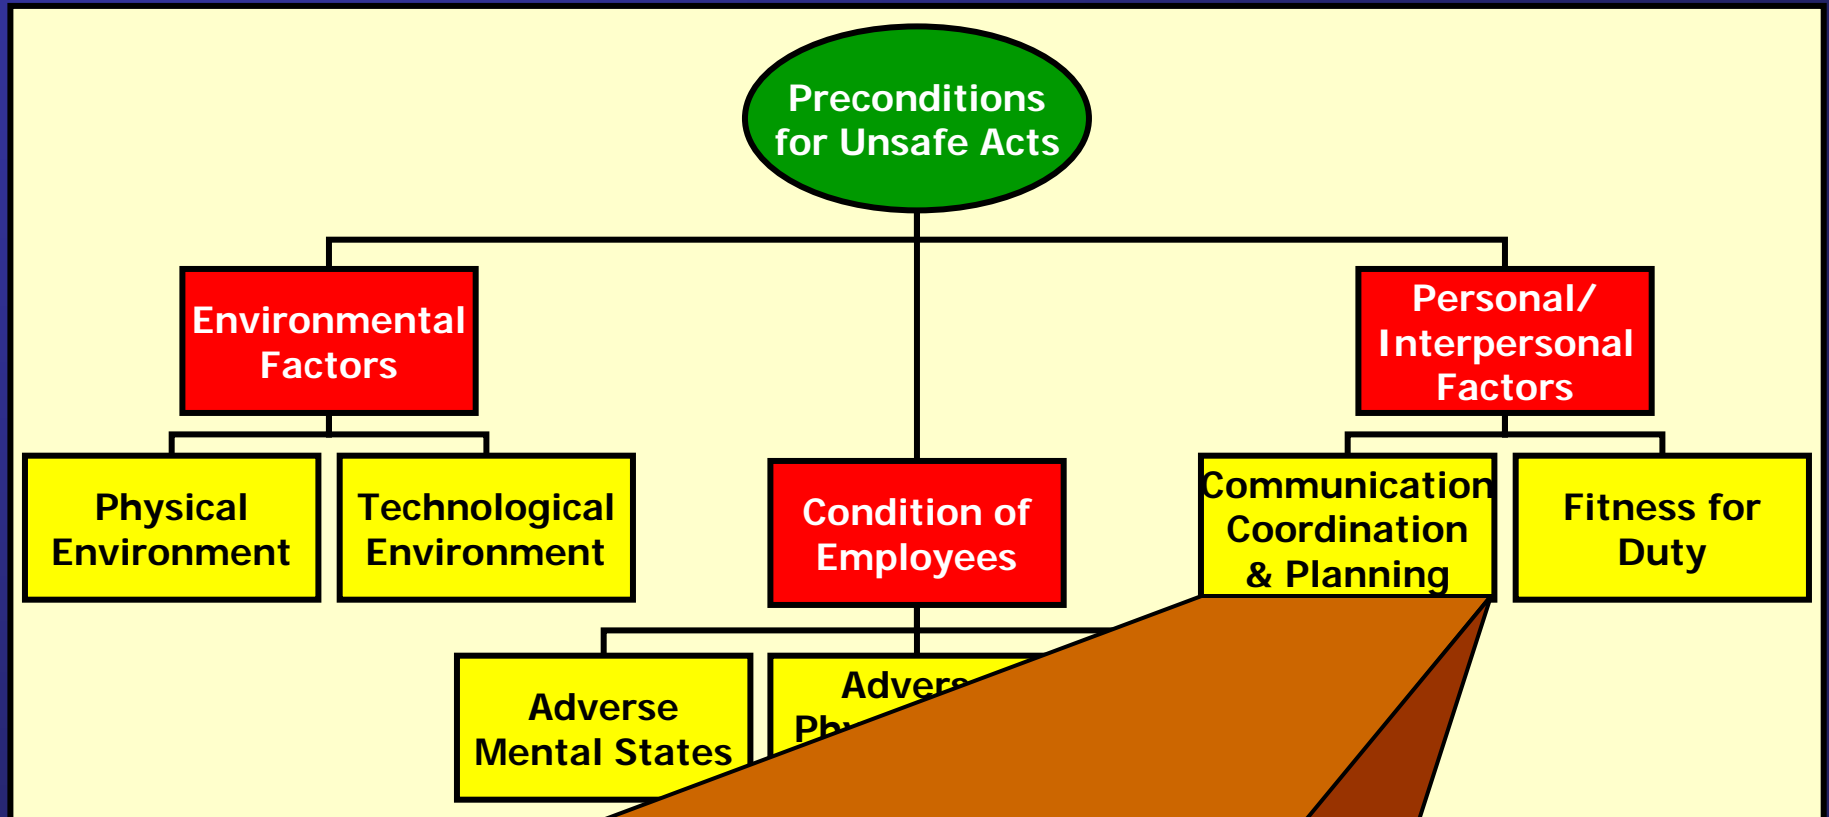 Preconditions
for Unsafe Acts
Environmental
Factors
Personal/
Interpersonal
Factors
Physical
Environment
Technological
Environment
Condition of
Employees
Communication
Coordination
& Planning
Fitness for
Duty
Adverse
Mental States